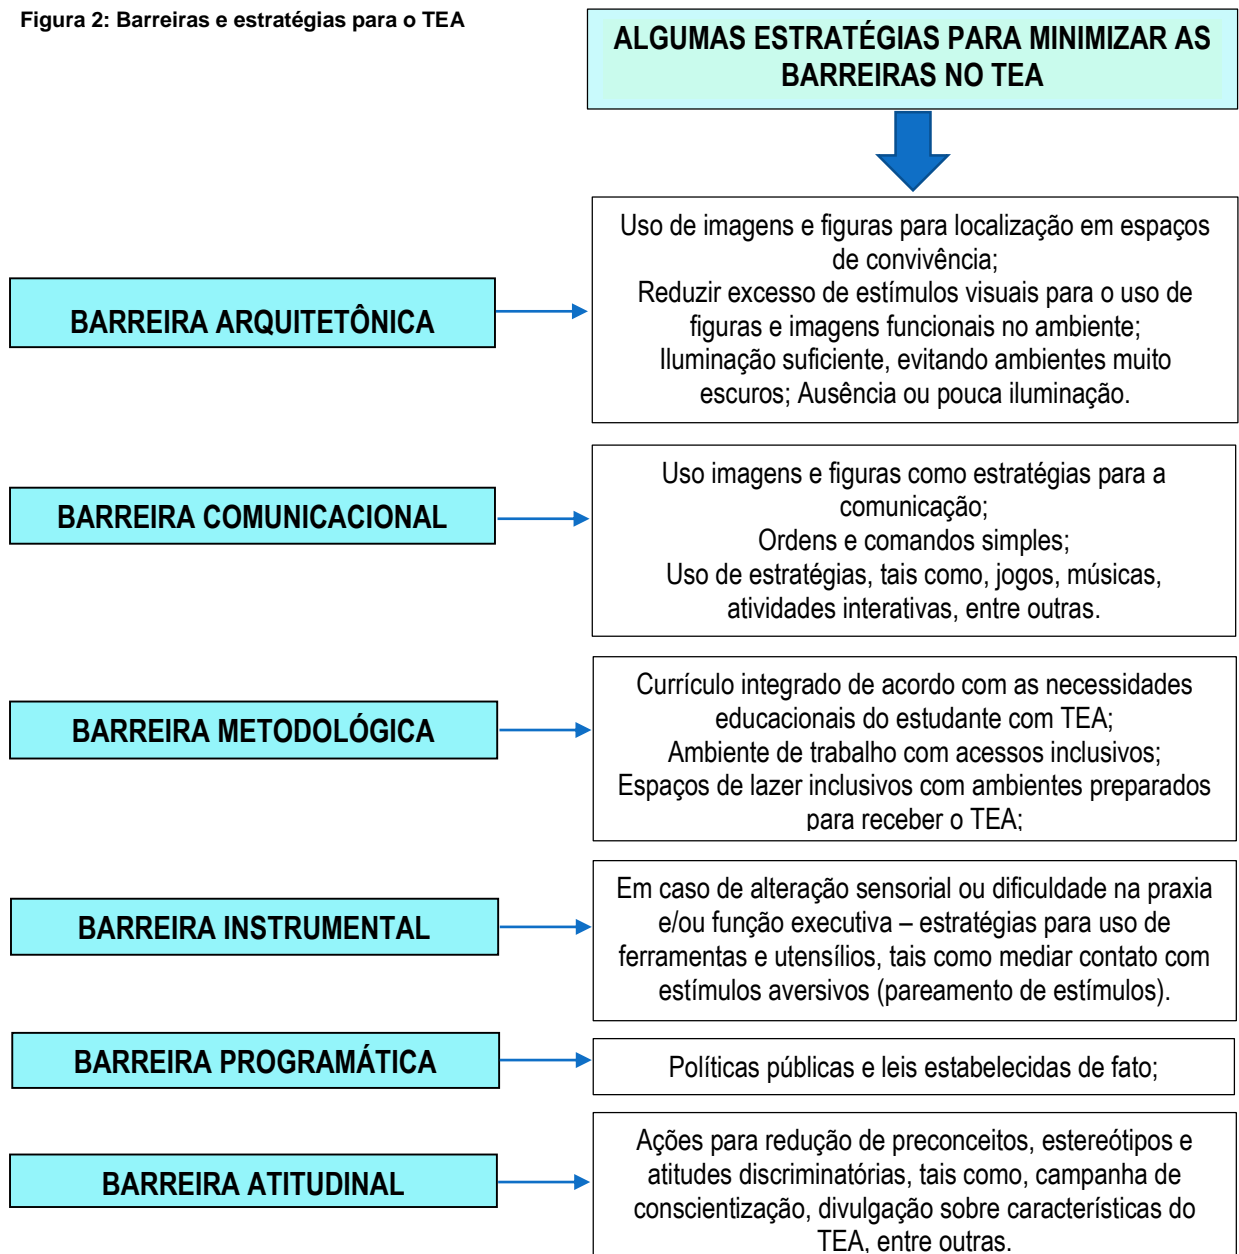 Figura 2: Barreiras e estratégias para o TEA
ALGUMAS ESTRATÉGIAS PARA MINIMIZAR AS
BARREIRAS NO TEA
BARREIRA ARQUITETÔNICA
Uso de imagens e figuras para localização em espaços
de convivência;
Reduzir excesso de estímulos visuais para o uso de
figuras e imagens funcionais no ambiente;
Iluminação suficiente, evitando ambientes muito
escuros; Ausência ou pouca iluminação.
BARREIRA COMUNICACIONAL
Uso imagens e figuras como estratégias para a
comunicação;
Ordens e comandos simples;
Uso de estratégias, tais como, jogos, músicas,
atividades interativas, entre outras.
BARREIRA METODOLÓGICA
Currículo integrado de acordo com as necessidades
educacionais do estudante com TEA;
Ambiente de trabalho com acessos inclusivos;
Espaços de lazer inclusivos com ambientes preparados
para receber o TEA;
BARREIRA INSTRUMENTAL
Em caso de alteração sensorial ou dificuldade na praxia
e/ou função executiva – estratégias para uso de
ferramentas e utensílios, tais como mediar contato com
estímulos aversivos (pareamento de estímulos).
BARREIRA PROGRAMÁTICA
Políticas públicas e leis estabelecidas de fato;
BARREIRA ATITUDINAL
Ações para redução de preconceitos, estereótipos e
atitudes discriminatórias, tais como, campanha de
conscientização, divulgação sobre características do
TEA, entre outras.